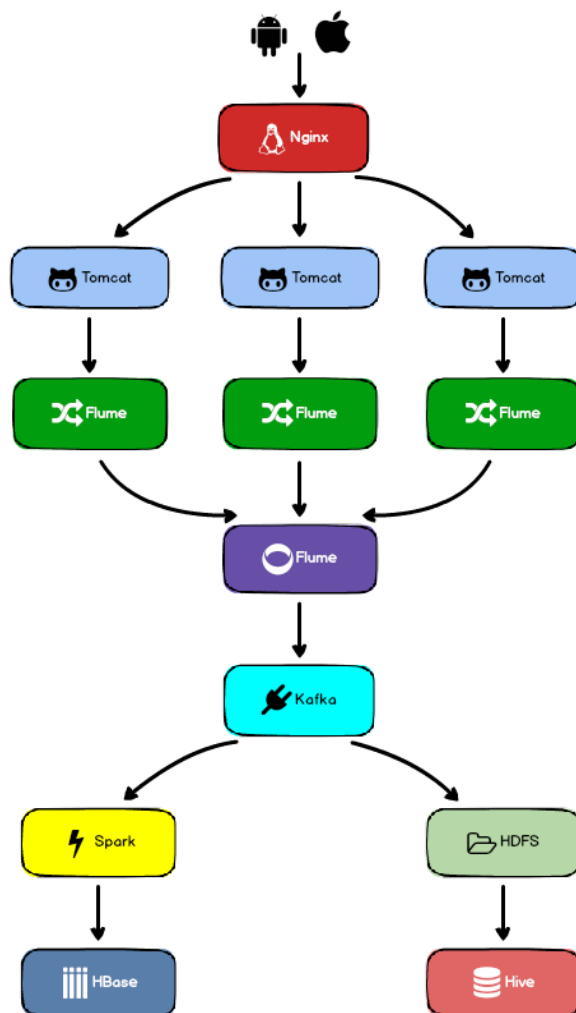 Nginx
Tomcat
Tomcat
Tomcat
Flume
Flume
Flume
Flume
Kafka
Spark
HDFS
HBase
Hive